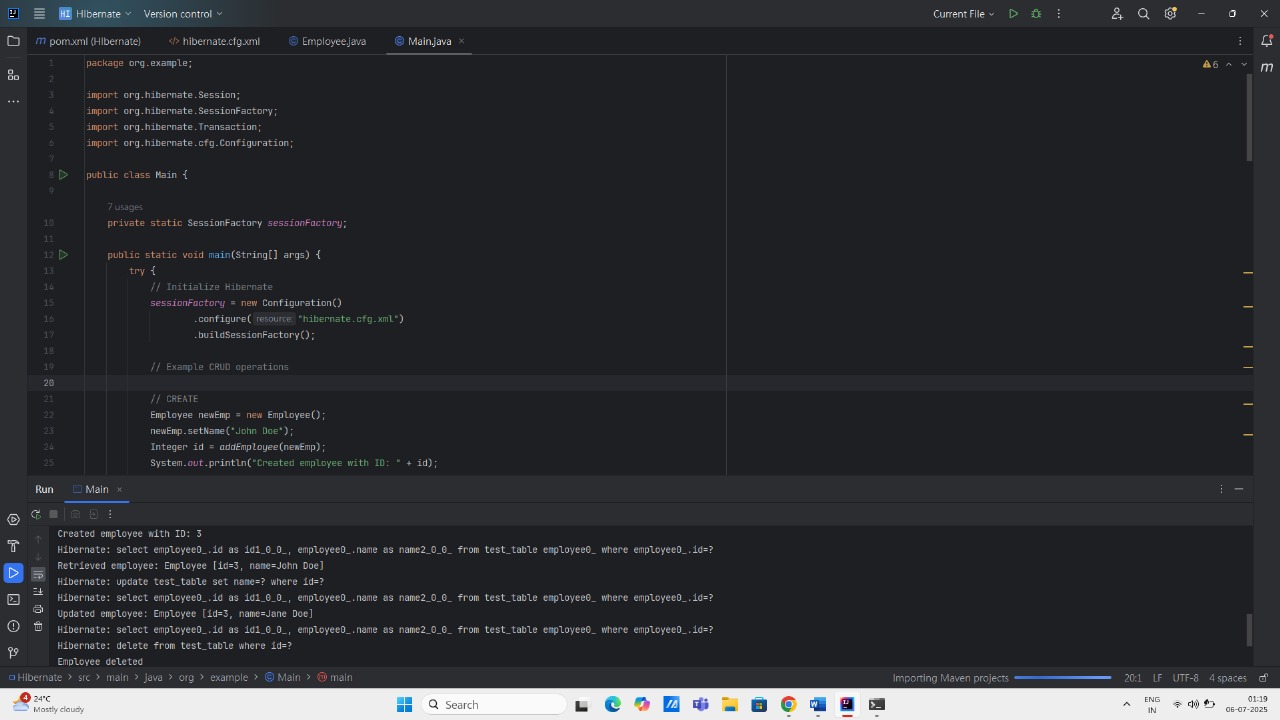 HI HIbernate Version control Current File
pom.xml (HIbernate) hibernate.cfg.xml Employee.java Main.java
1 package org.example;
6
2
3 import org.hibernate.Session;
4 import org.hibernate.SessionFactory;
5 import org.hibernate.Transaction;
6 import org.hibernate.cfg.Configuration;
7
8 public class Main {
9
7 usages
10 private static SessionFactory sessionFactory;
11
12 public static void main(String[] args) {
13 try {
14 // Initialize Hibernate
15 sessionFactory = new Configuration()
16 .configure( resource: "hibernate.cfg.xml")
17 .buildSessionFactory();
18
19 // Example CRUD operations
20
21 // CREATE
22 Employee newEmp = new Employee();
23 newEmp.setName("John Doe");
24 Integer id = addEmployee(newEmp);
25 System.out.println("Created employee with ID: " + id);
Run Main
Created employee with ID: 3
Hibernate: select employee0_.id as id1_0_0_, employee0_.name as name2_0_0_ from test_table employee0_ where employee0_.id=?
Retrieved employee: Employee [id=3, name=John Doe]
Hibernate: update test_table set name=? where id=?
Hibernate: select employee0_.id as id1_0_0_, employee0_.name as name2_0_0_ from test_table employee0_ where employee0_.id=?
Updated employee: Employee [id=3, name=Jane Doe]
Hibernate: select employee0_.id as id1_0_0_, employee0_.name as name2_0_0_ from test_table employee0_ where employee0_.id=?
Hibernate: delete from test_table where id=?
Employee deleted
HIbernate > src > main > java > org > example > Main > main Importing Maven projects 20:1 LF UTF-8 4 spaces
4 24°C
Mostly cloudy
Search
ENG
IN
01:19
06-07-2025